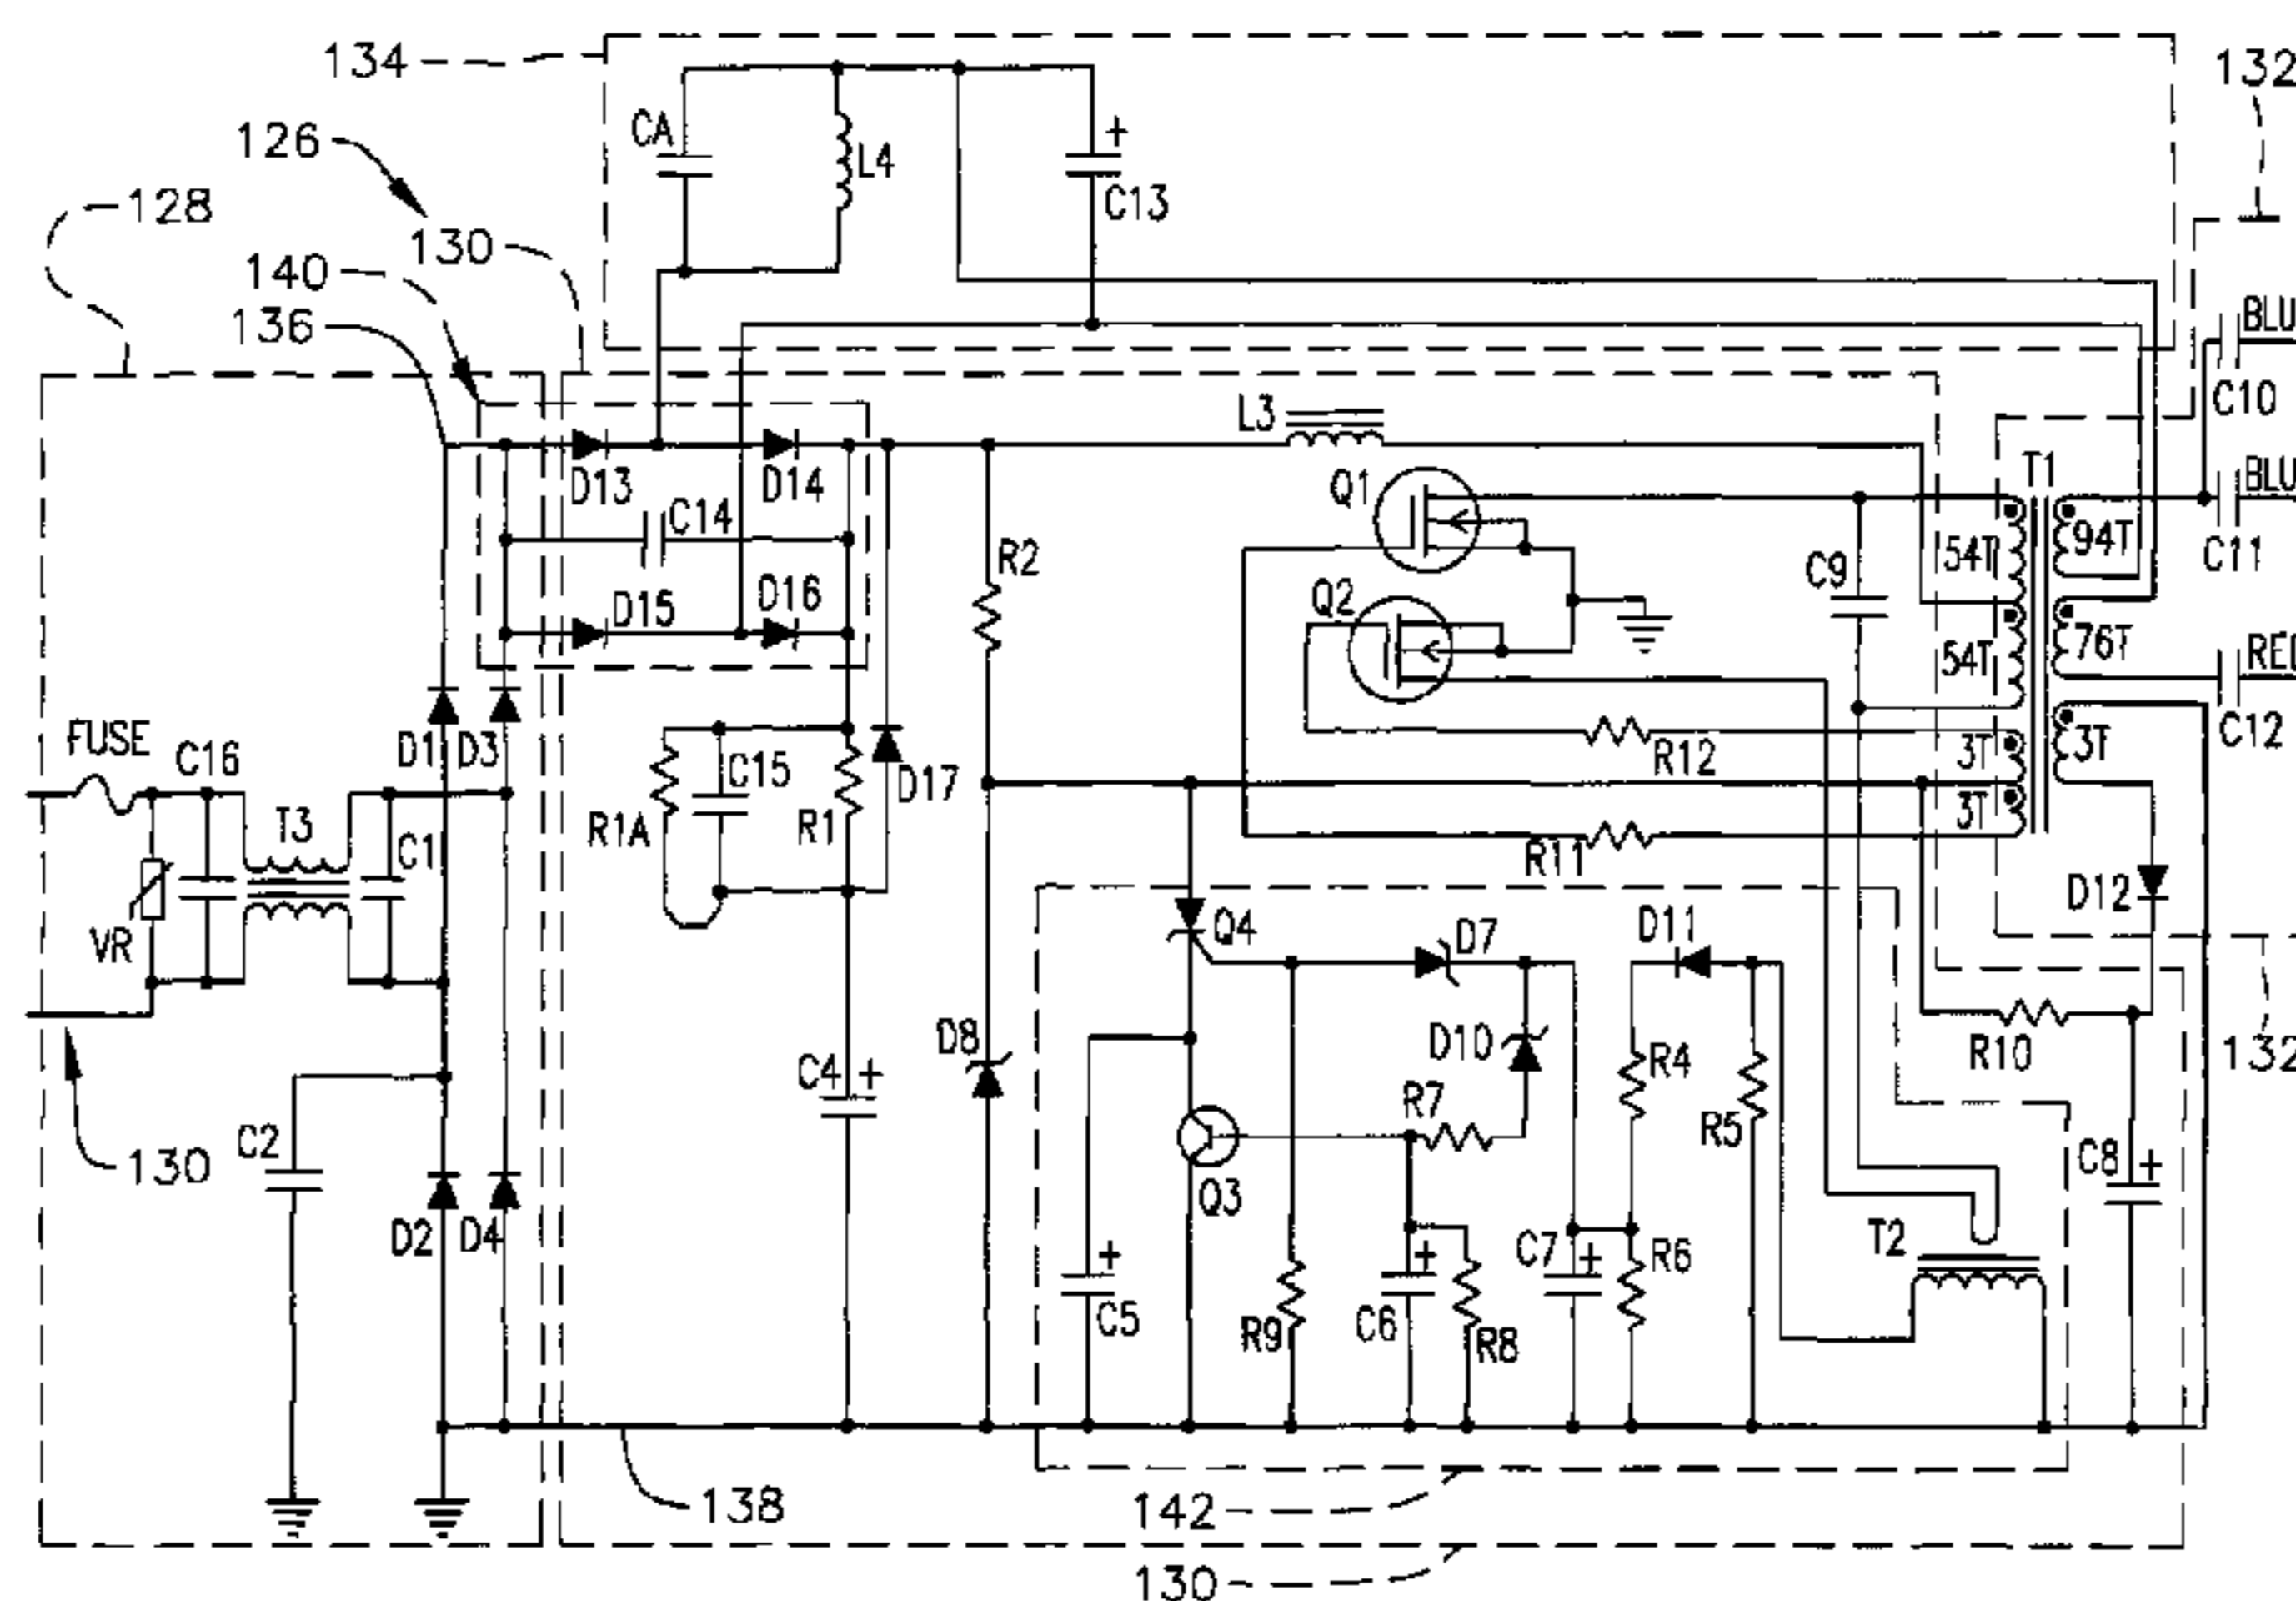 134
132
126
CA
L4
+
C13
128
130
140
136
BLU
C10
L3
D13
D14
Q1
T1
BLU
C14
R2
54T
94T
C11
C9
D15
D16
Q2
54T
76T
RED
FUSE
C16
D1
D3
C15
D17
R12
3T
3T
C12
T3
C1
R1A
R1
R11
3T
VR
Q4
D7
D11
D12
D8
D10
R4
R10
132
C4
+
R7
R5
130
C2
Q3
C8
+
D2
D4
+
C5
R9
+
C6
R8
C7
+
R6
T2
138
142
130